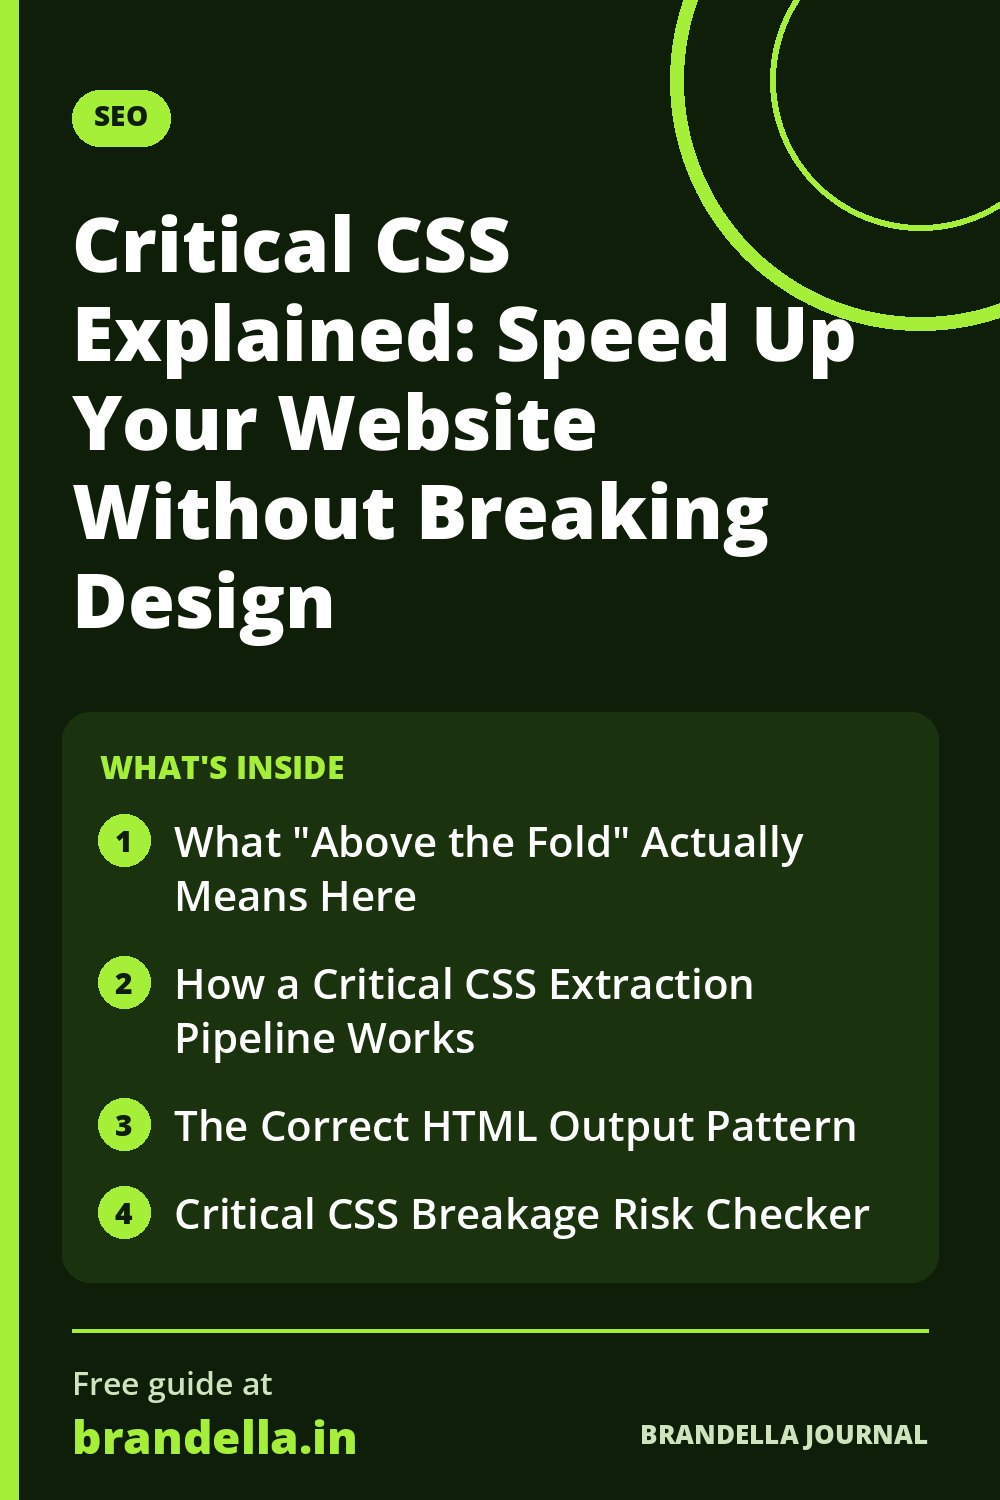 SEO
Critical CSS
Explained: Speed Up
Your Website
Without Breaking
Design
WHAT'S INSIDE
1 What "Above the Fold" Actually
Means Here
2 How a Critical CSS Extraction
Pipeline Works
3 The Correct HTML Output Pattern
4 Critical CSS Breakage Risk Checker
Free guide at
brandella.in
BRANDELLA JOURNAL